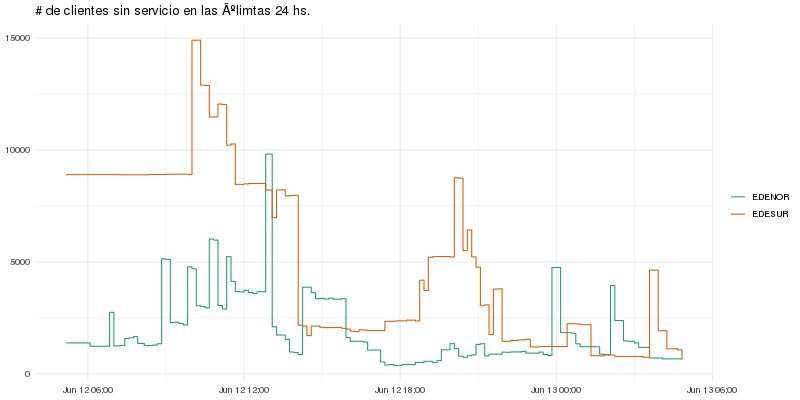 # de clientes sin servicio en las Ãºlimtas 24 hs.
15000
10000
5000
0
Jun 12 06:00
Jun 12 12:00
Jun 12 18:00
Jun 13 00:00
Jun 13 06:00
EDENOR
EDESUR